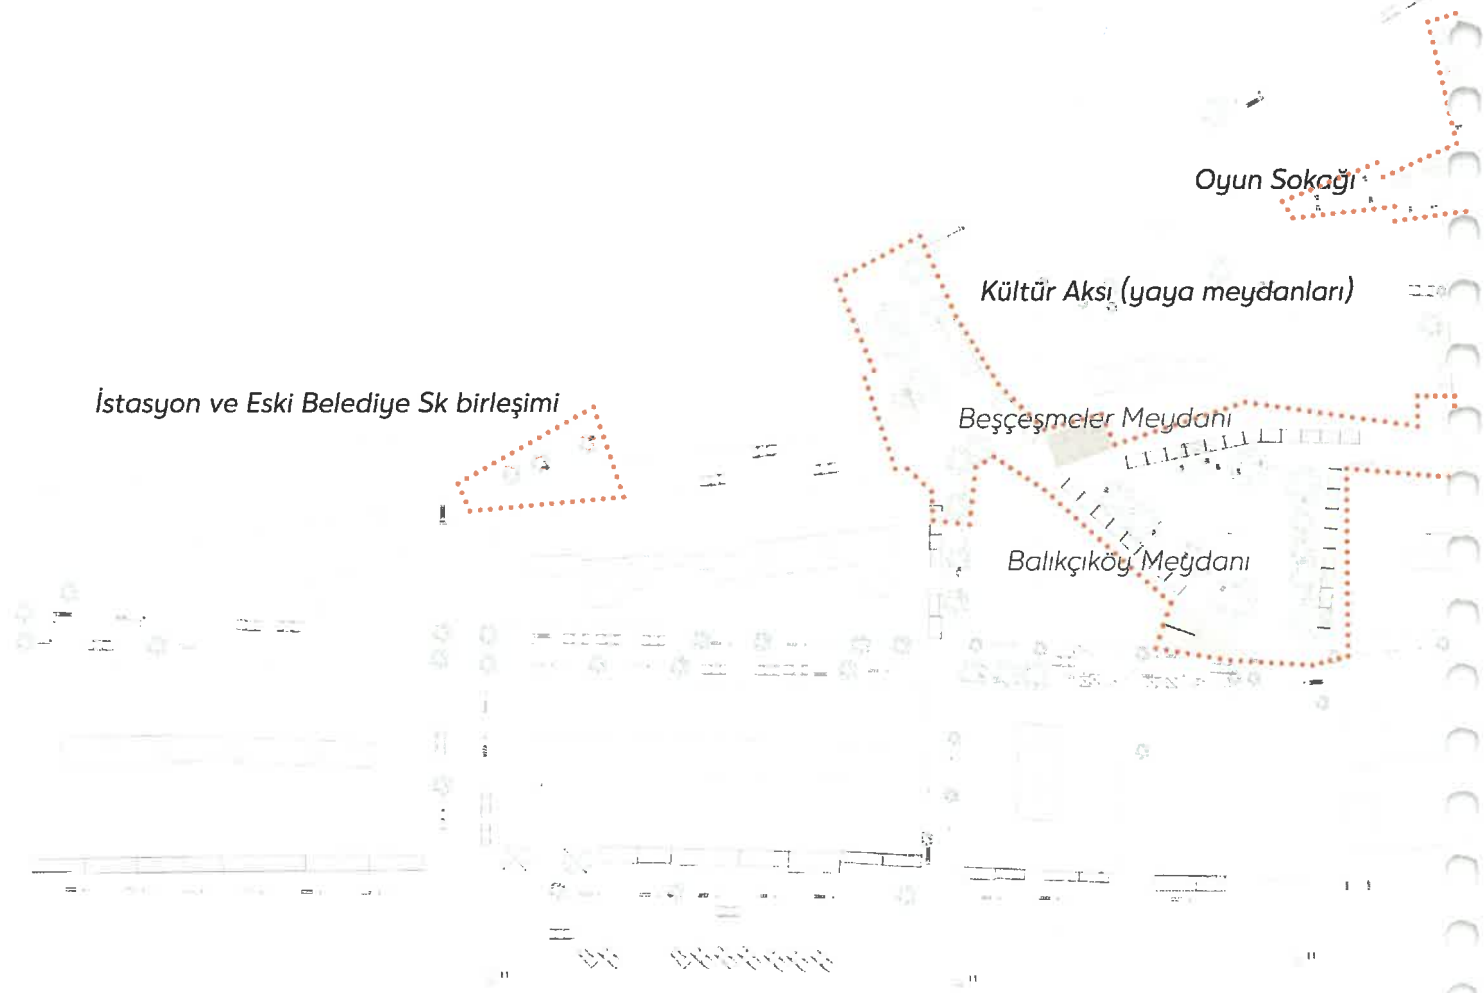 Oyun Sokağı
Kültür Aksı (yaya meydanları)
İstasyon ve Eski Belediye Sk birleşimi
Beşçeşmeler Meydanı
Balıkçıköy Meydanı